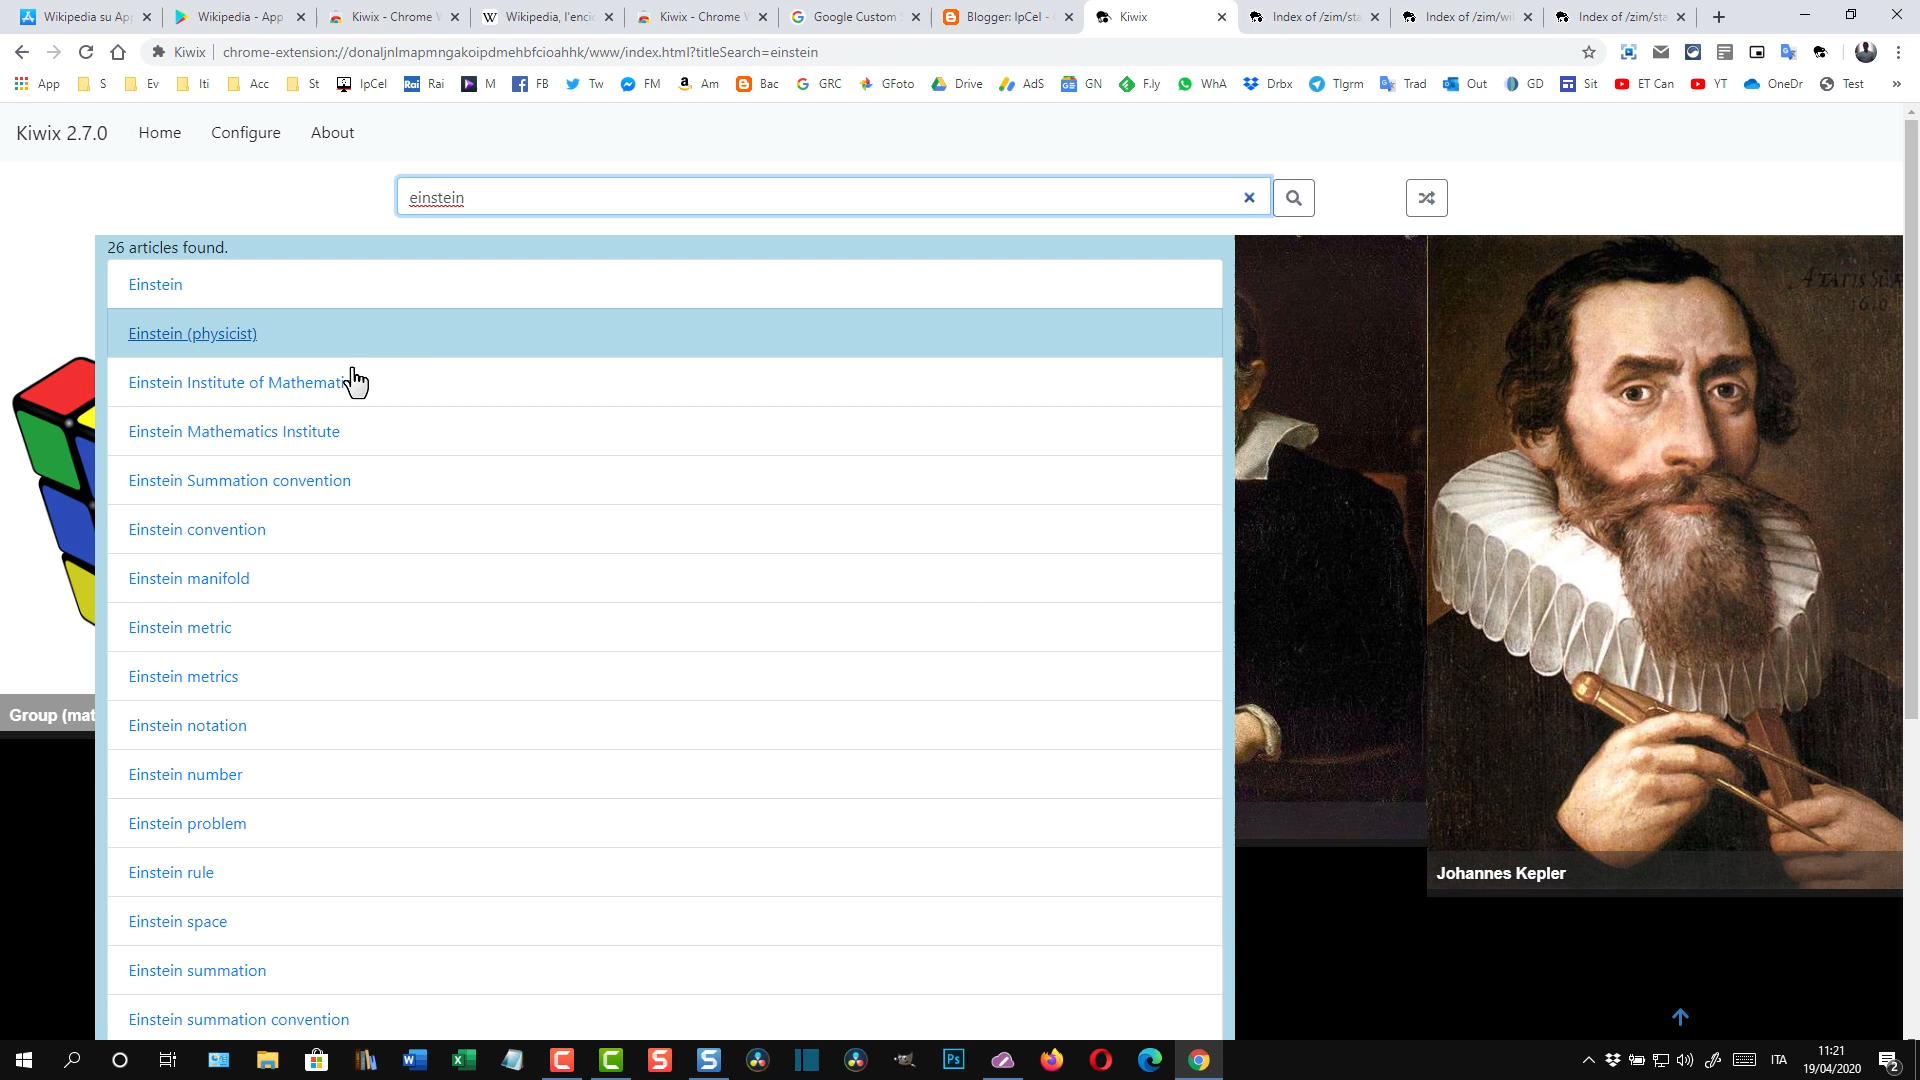 Wikipedia su Ap
Wikipedia - App
Kiwix - Chrome
Wikipedia, l'enci
Kiwix - Chrome
Google Custom
Blogger: IpCel -
Kiwix
Index of /zim/sta
Index of /zim/wi
Index of /zim/sta
Kiwix
chrome-extension://donaljnlmapmngakoipdmehbfcioahhk/www/index.html?titleSearch=einstein
App S Ev Iti Acc St IpCel Rai Rai M FB Tw FM Am Bac GRC GFoto Drive AdS GN F.ly WhA Drbx Tlgrm Trad Out GD Sit ET Can YT OneDr Test »
Kiwix 2.7.0 Home Configure About
einstein
26 articles found.
Einstein
Einstein (physicist)
Einstein Institute of Mathemati
Einstein Mathematics Institute
Einstein Summation convention
Einstein convention
Einstein manifold
Einstein metric
Einstein metrics
Einstein notation
Einstein number
Einstein problem
Einstein rule
Einstein space
Einstein summation
Einstein summation convention
Group (mat
Johannes Kepler
ITA
11:21
19/04/2020
2